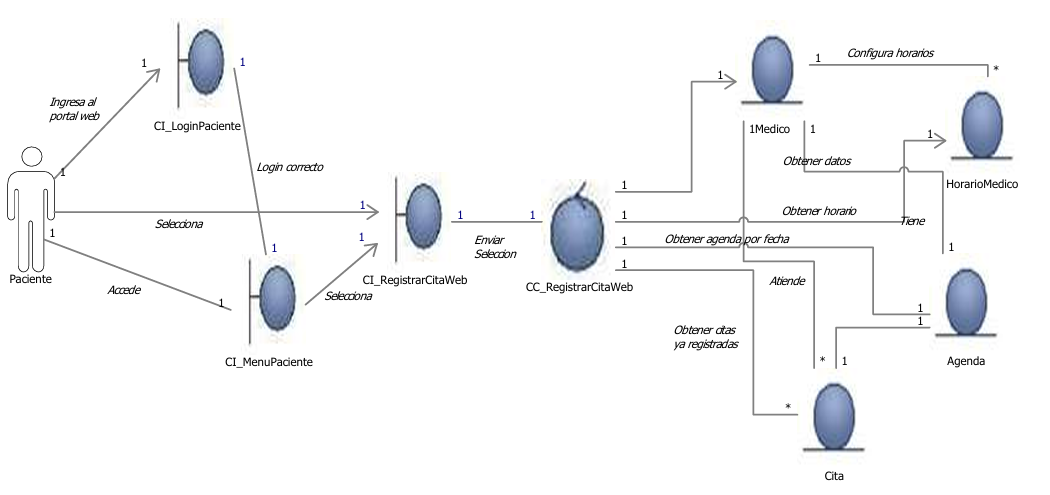 1
Configura horarios
*
1
1
1
Ingresa al
portal web
CI_LoginPaciente
1Medico
1
1
HorarioMedico
Obtener datos
Login correcto
1
1
1
Selecciona
1
1
1
Obtener horario
Tiene
Paciente
1
1
Enviar
Seleccion
1
Obtener agenda por fecha
1
CI_RegistrarCitaWeb
CC_RegistrarCitaWeb
1
1
Accede
Selecciona
1
Atiende
1
1
Obtener citas
ya registradas
CI_MenuPaciente
*
1
Agenda
*
Cita